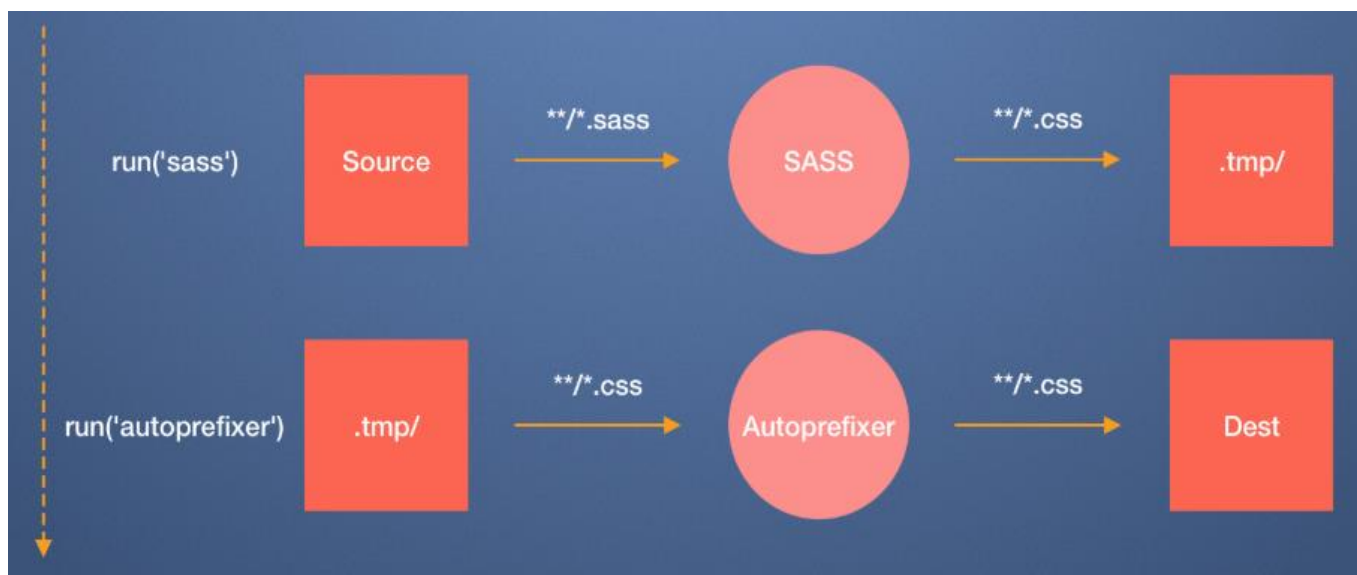 **/*.sass
**/*.css
run('sass')
Source
SASS
.tmp/
**/*.css
**/*.css
run('autoprefixer')
.tmp/
Autoprefixer
Dest